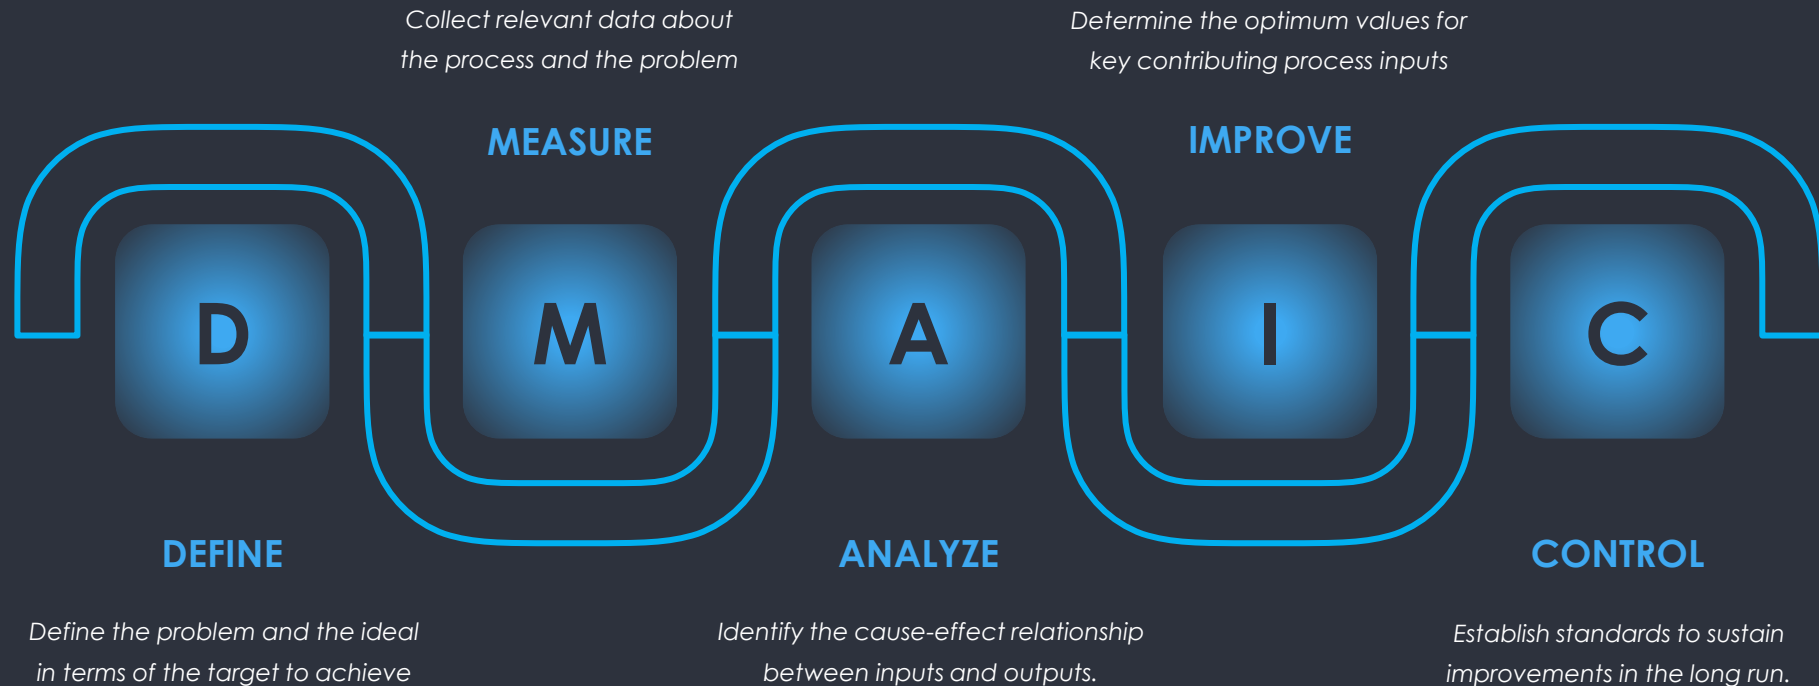 Collect relevant data about
the process and the problem
Determine the optimum values for
key contributing process inputs
MEASURE
IMPROVE
D
M
A
I
C
DEFINE
ANALYZE
CONTROL
Define the problem and the ideal
in terms of the target to achieve
Identify the cause-effect relationship
between inputs and outputs.
Establish standards to sustain
improvements in the long run.